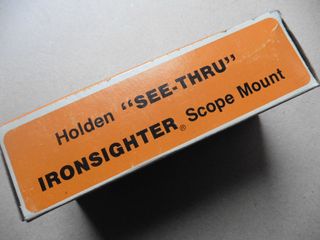 Holden "SEE-THRU"
IRONSIGHTER® Scope Mount